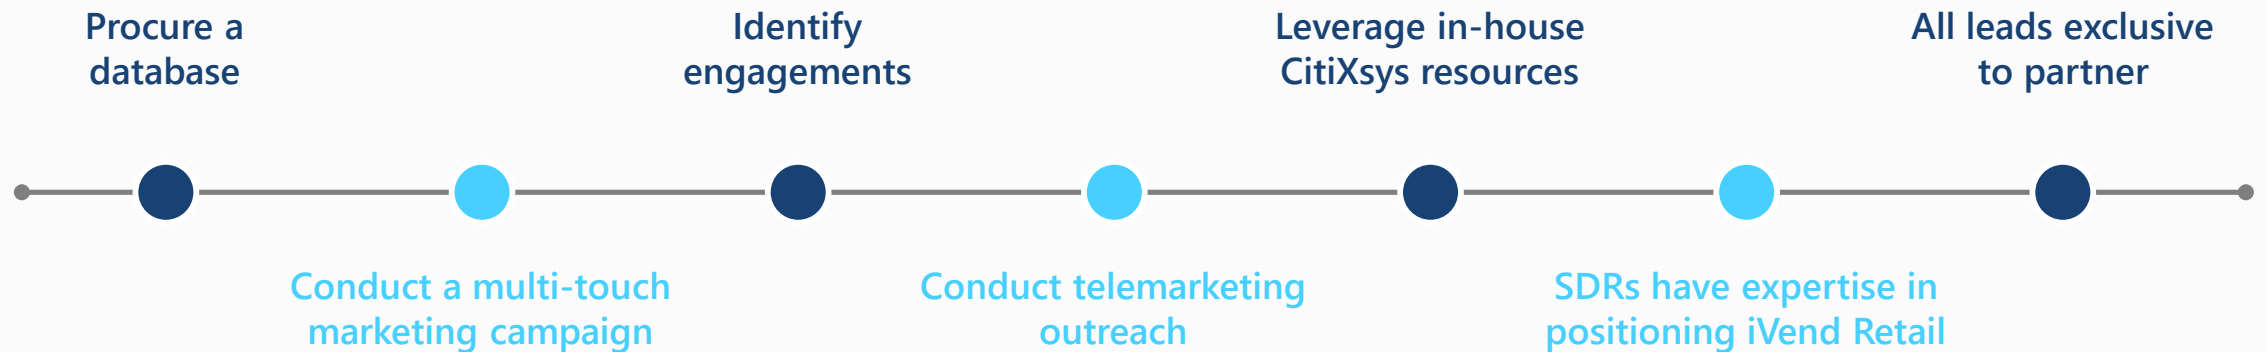 Procure a
database
Conduct a multi-touch
marketing campaign
Identify
engagements
Conduct telemarketing
outreach
Leverage in-house
CitiXsys resources
SDRs have expertise in
positioning iVend Retail
All leads exclusive
to partner